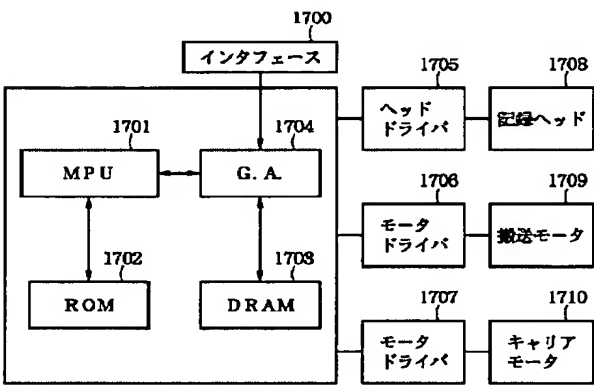 1700
インタフェース
1705
1708
ヘッド
ドライバ
記録ヘッド
1701
1704
MPU
G. A.
1706
1709
モータ
ドライバ
搬送モータ
1702
1703
ROM
DRAM
1707
1710
モータ
ドライバ
キャリア
モータ